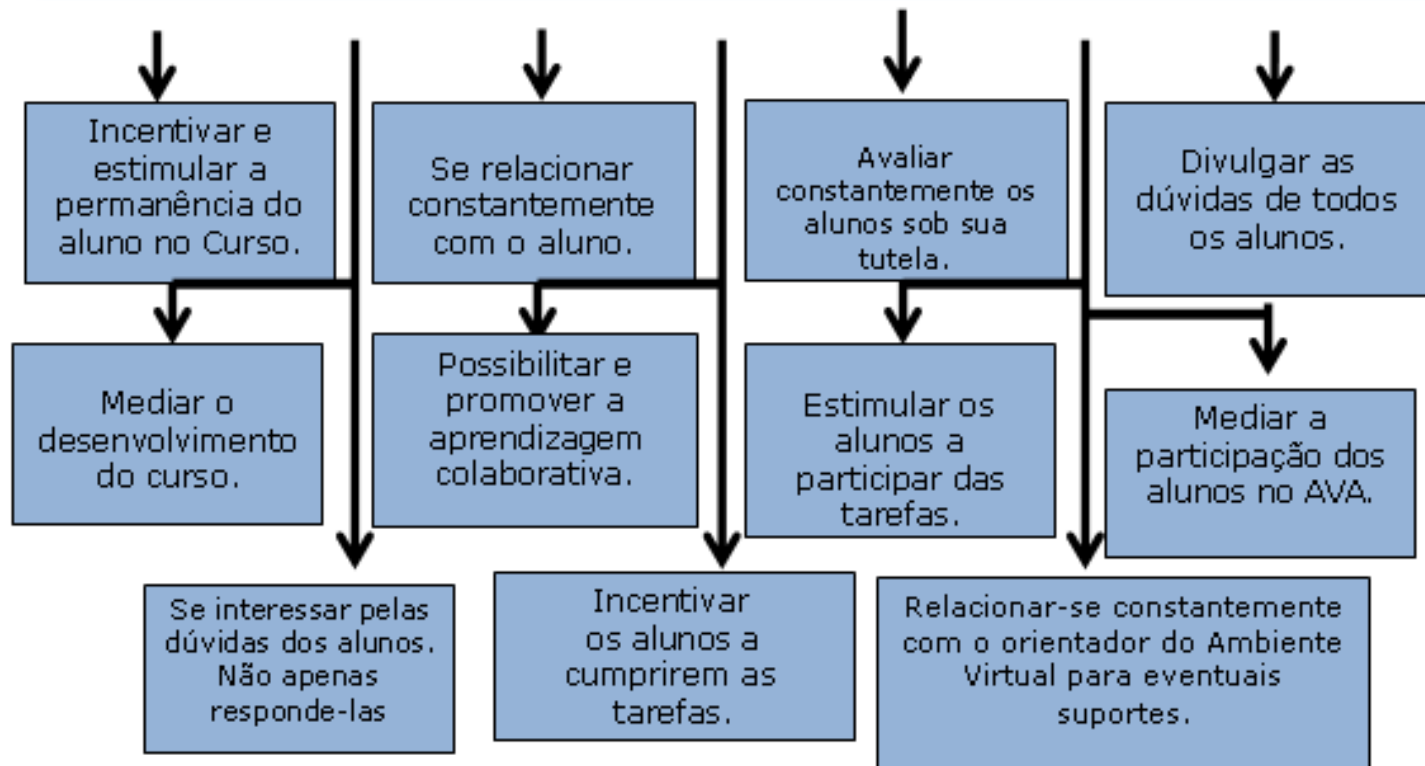 Incentivar e
estimular a
permanência do
aluno no Curso.
Se relacionar
constantemente
com o aluno.
Avaliar
constantemente os
alunos sob sua
tutela.
Divulgar as
dúvidas de todos
os alunos.
Mediar o
desenvolvimento
do curso.
Possibilitar e
promover a
aprendizagem
colaborativa.
Estimular os
alunos a
participar das
tarefas.
Mediar a
participação dos
alunos no AVA.
Se interessar pelas
dúvidas dos alunos.
Não apenas
responde-las
Incentivar
os alunos a
cumprirem as
tarefas.
Relacionar-se constantemente
com o orientador do Ambiente
Virtual para eventuais
suportes.